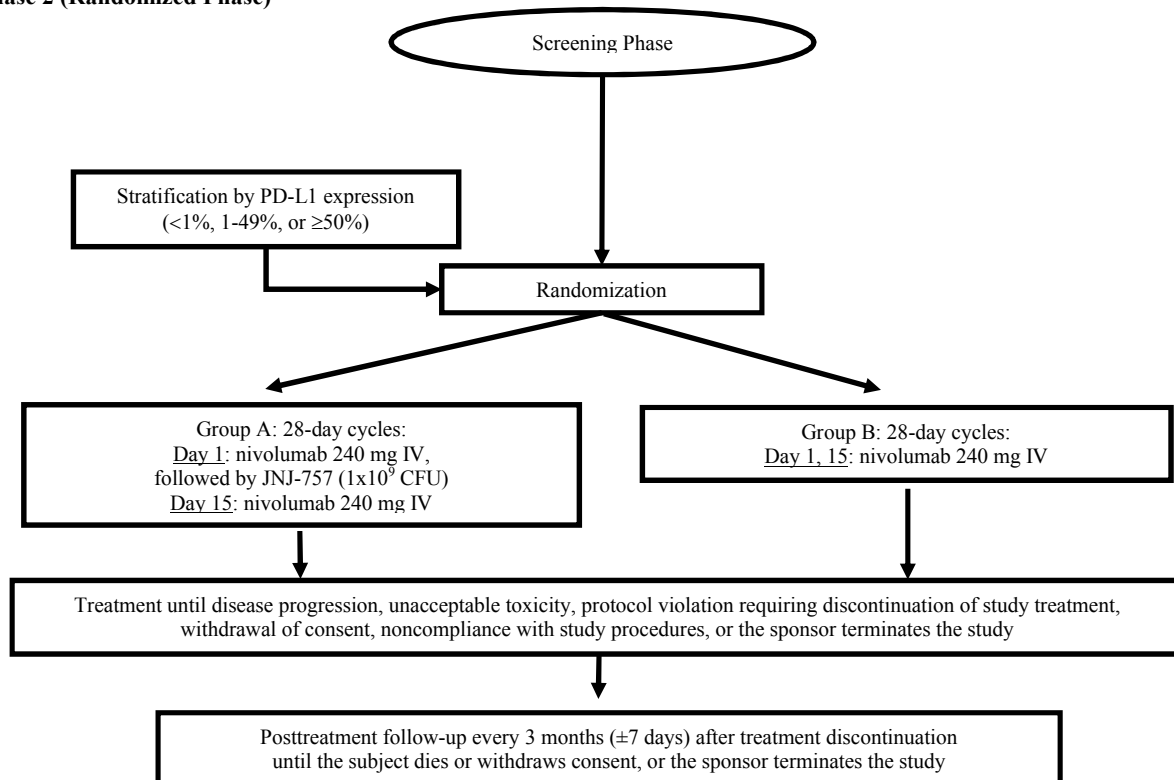 Phase 2 (Randomized Phase)
Screening Phase
Stratification by PD-L1 expression
(<1%, 1-49%, or ≥50%)
Randomization
Group A: 28-day cycles:
Day 1: nivolumab 240 mg IV,
followed by JNJ-757 (1x10⁹ CFU)
Day 15: nivolumab 240 mg IV
Group B: 28-day cycles:
Day 1, 15: nivolumab 240 mg IV
Treatment until disease progression, unacceptable toxicity, protocol violation requiring discontinuation of study treatment,
withdrawal of consent, noncompliance with study procedures, or the sponsor terminates the study
Posttreatment follow-up every 3 months (±7 days) after treatment discontinuation
until the subject dies or withdraws consent, or the sponsor terminates the study